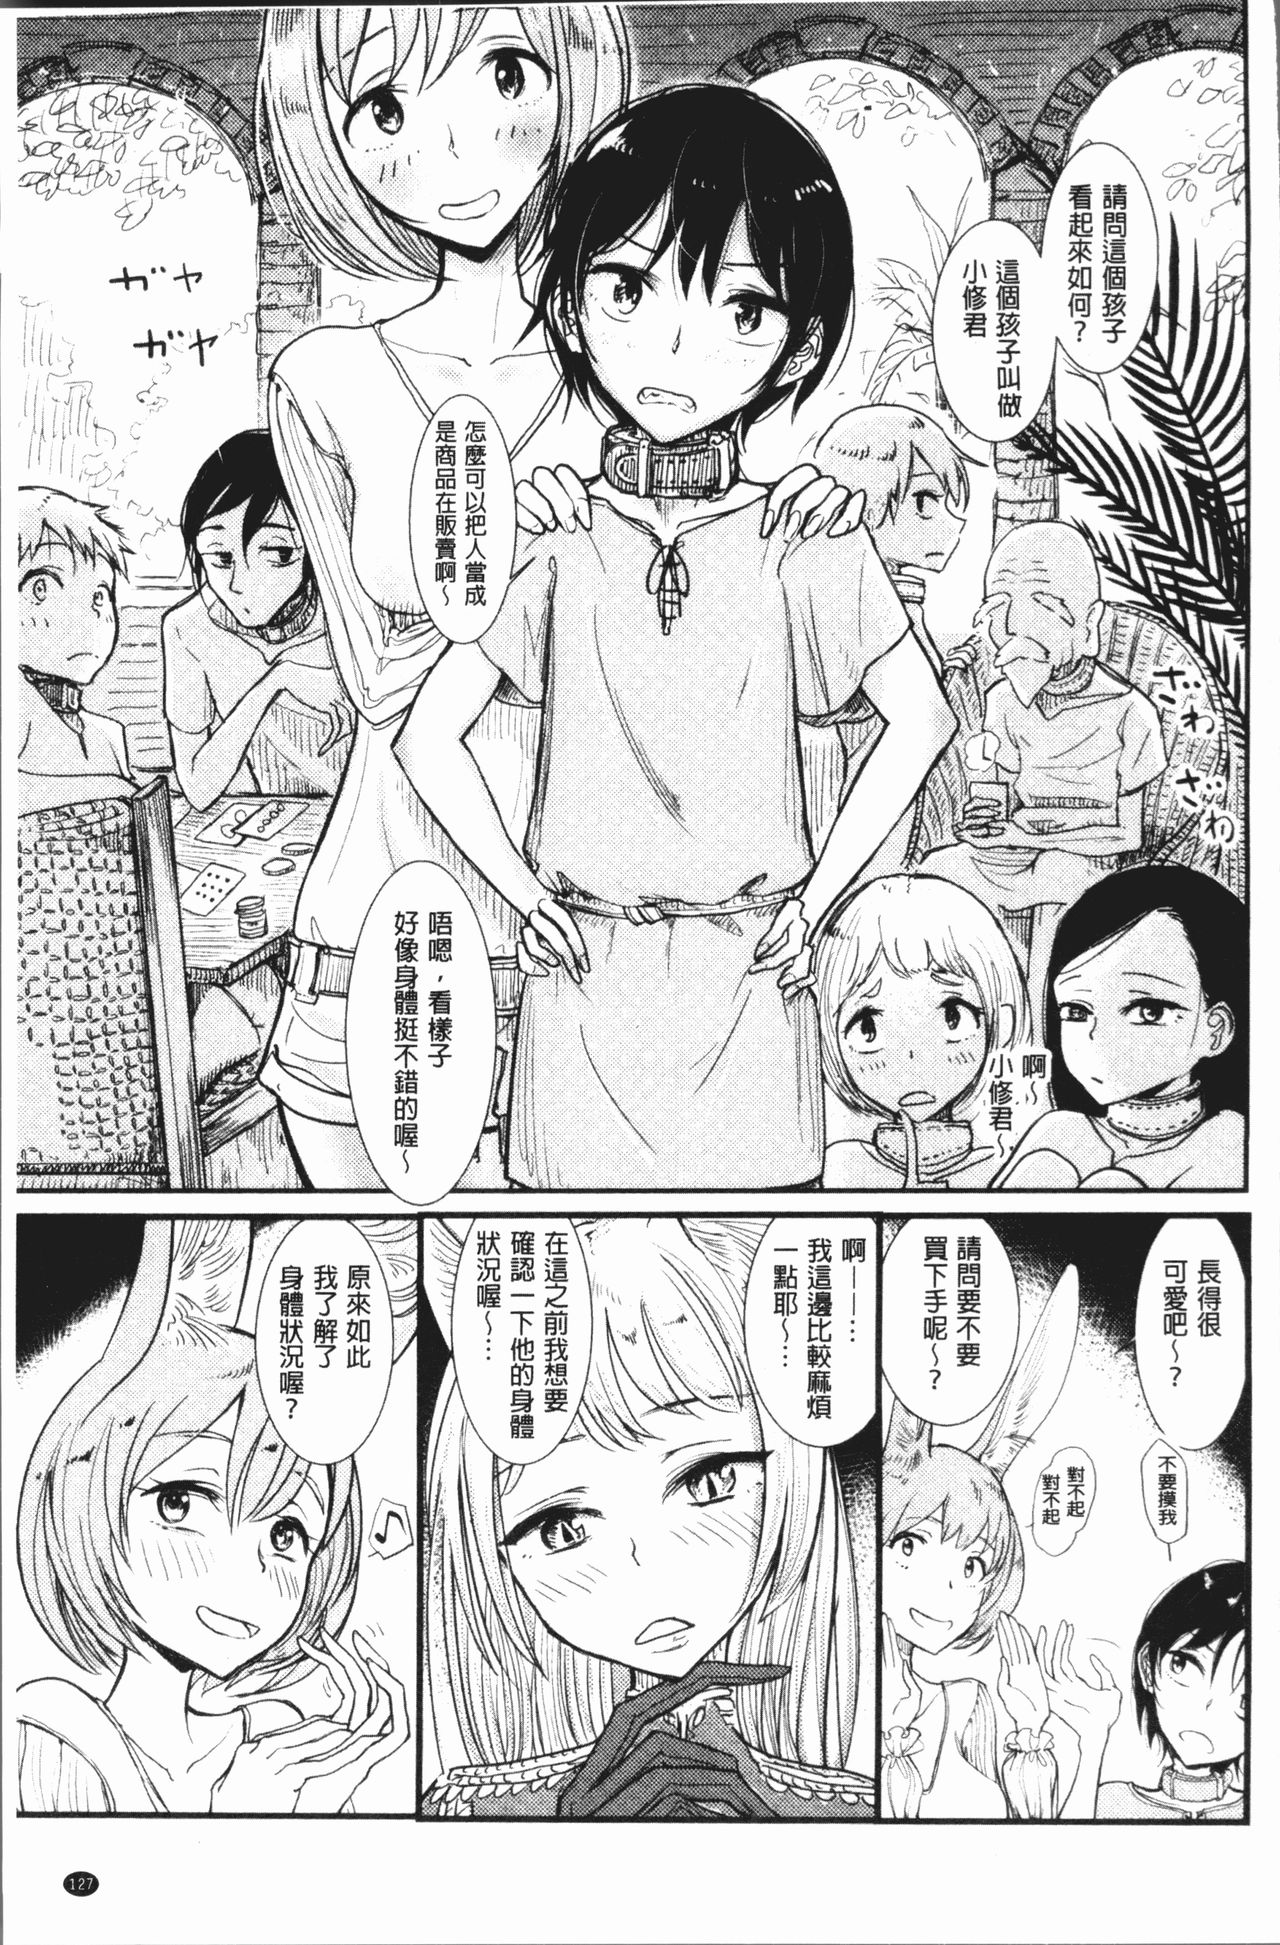 請問這個孩子
看起來如何?
這個孩子叫做
小修君
ガヤ
ガヤ
怎麼可以把人當成
是商品在販賣啊~
ざわ
ざわ
唔嗯,看樣子
好像身體挺不錯的喔~
啊~
小修君~
長得很
可愛吧~?
不要摸我
對不起
對不起
請問要不要
買下手呢~?
啊──…
我這邊比較麻煩
一點耶~…
在這之前我想要
確認一下他的身體
狀況喔~…
原來如此
我了解了
身體狀況喔?
127